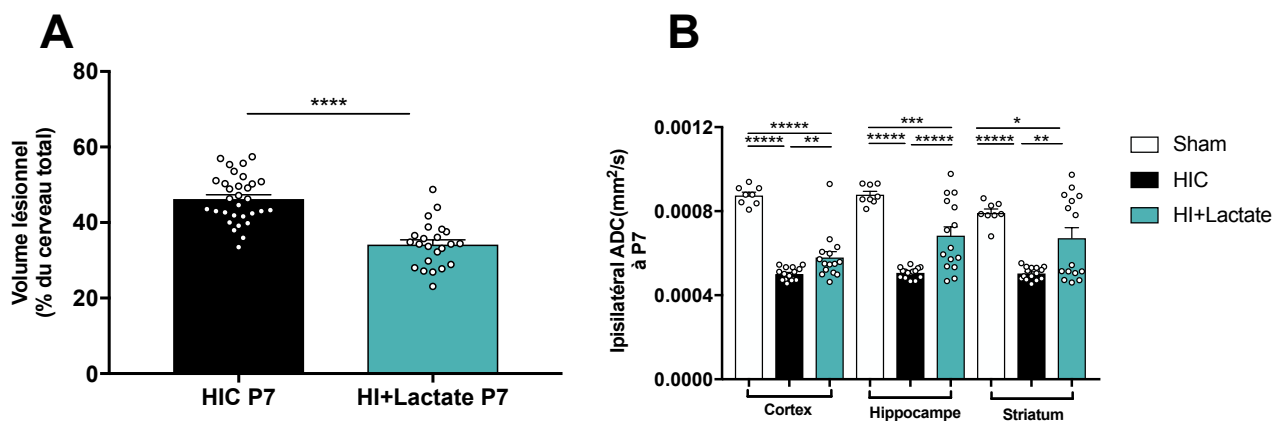 A
Volume lésionnel
(% du cerveau total)
80
60
40
20
0
****
HIC P7
HI+Lactate P7
B
Ipisilatéral ADC(mm²/s)
à P7
0.0012
0.0008
0.0004
0.0000
***** *** *
***** ** ***** ***** ***** **
Cortex
Hippocampe
Striatum
Sham
HIC
HI+Lactate